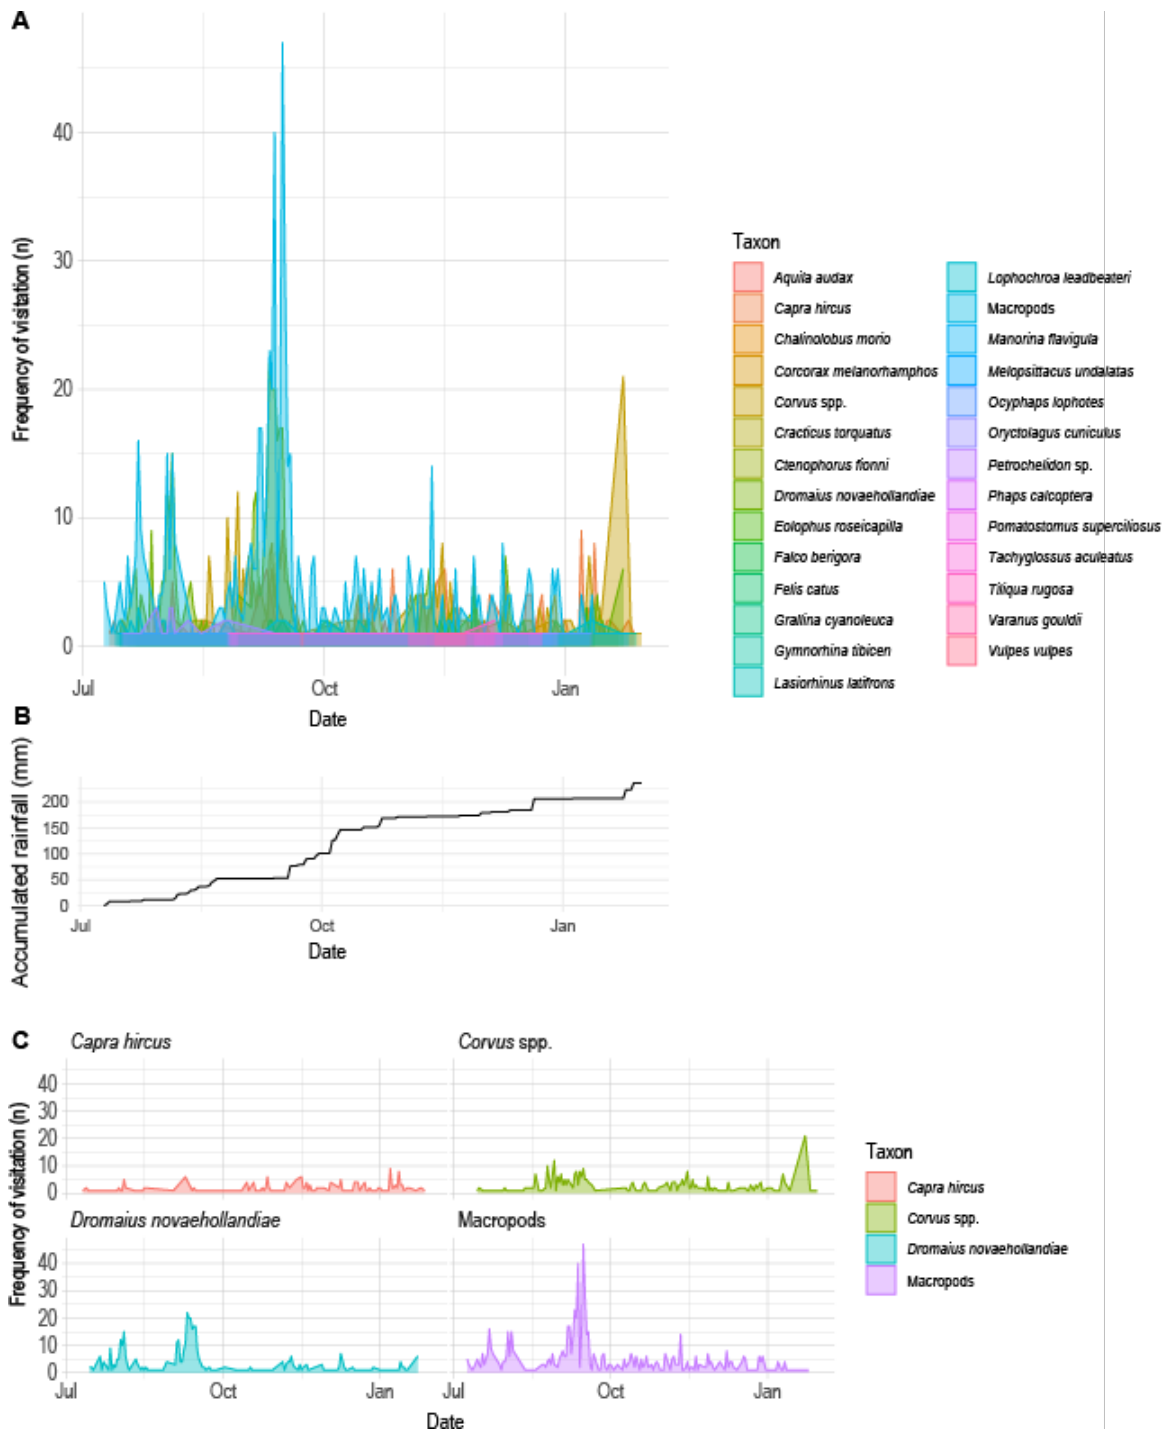 A
Frequency of visitation (n)
40
30
20
10
0
Jul
Oct
Jan
Date
Taxon
Aquila audax
Capra hircus
Chalinolobus morio
Corcorax melanorhamphos
Corvus spp.
Cracticus torquatus
Ctenophorus fionni
Dromaius novaehollandiae
Eolophus roseicapilla
Falco berigora
Felis catus
Grallina cyanoleuca
Gymnorhina tibicen
Lasiorhinus latifrons
Lophochroa leadbeateri
Macropods
Manorina flavigula
Melopsittacus undalatas
Ocyphaps lophotes
Oryctolagus cuniculus
Petrochelidon sp.
Phaps calcoptera
Pomatostomus superciliosus
Tachyglossus aculeatus
Tiliqua rugosa
Varanus gouldii
Vulpes vulpes
B
Accumulated rainfall (mm)
200
150
100
50
0
Jul
Oct
Jan
Date
C
Frequency of visitation (n)
Capra hircus
Corvus spp.
40
30
20
10
0
Dromaius novaehollandiae
Macropods
Frequency of visitation (n)
40
30
20
10
0
Jul
Oct
Jan
Jul
Oct
Jan
Date
Taxon
Capra hircus
Corvus spp.
Dromaius novaehollandiae
Macropods